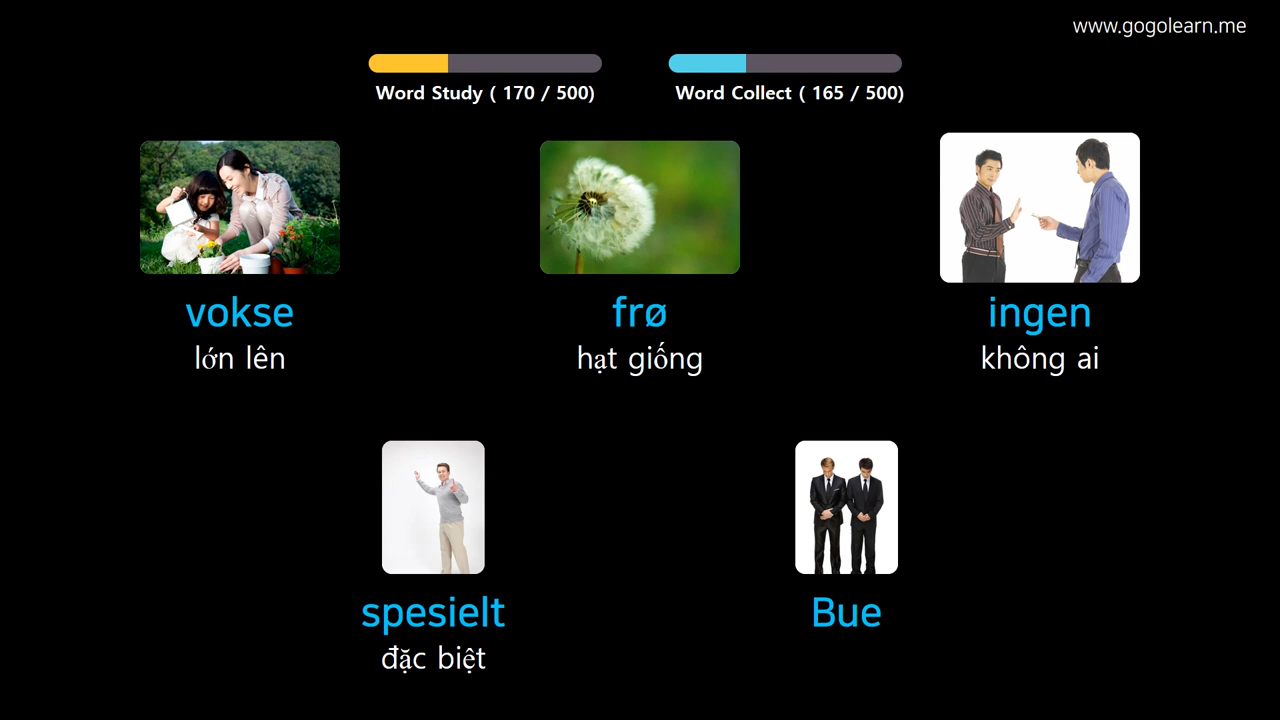 www.gogolearn.me
Word Study ( 170 / 500)
Word Collect ( 165 / 500)
vokse
lớn lên
frø
hạt giống
ingen
không ai
spesielt
đặc biệt
Bue